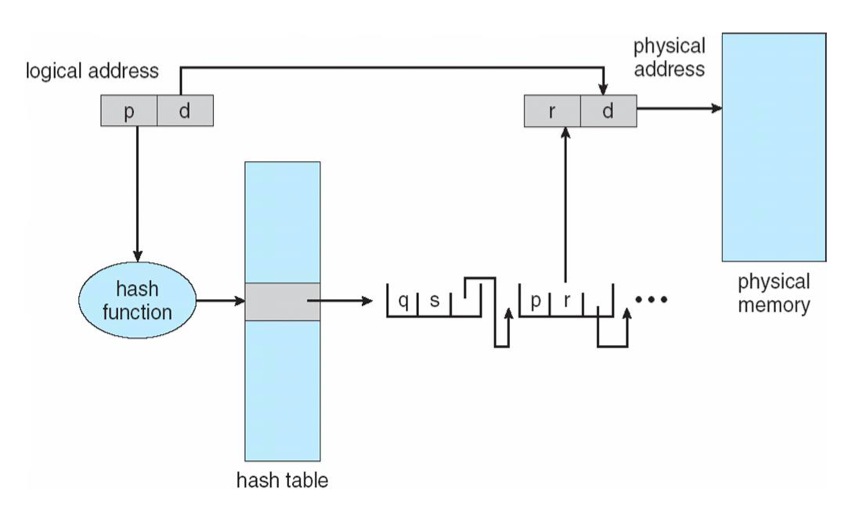 physical
address
logical address
p d
r d
hash
function
q s
p r
•••
physical
memory
hash table